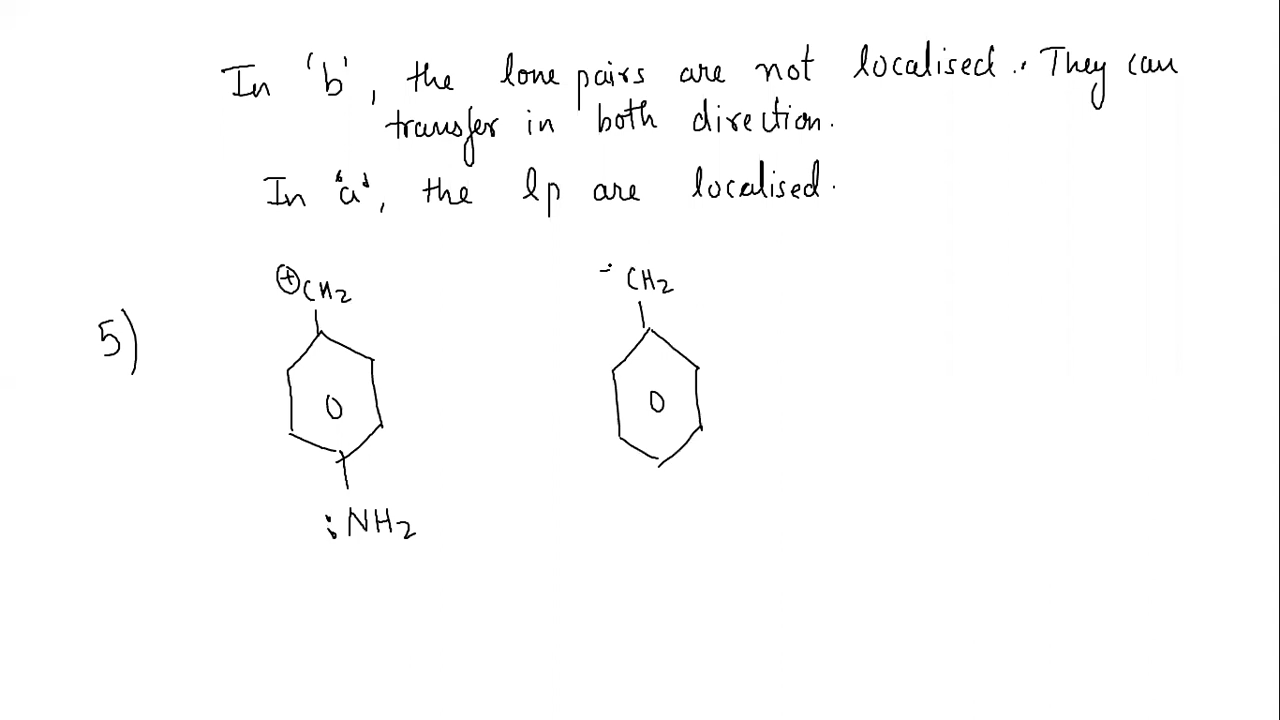 In 'b', the lone pairs are not localised.. They can
transfer in both direction.
In 'a', the lp are localised.
5)
⊕CH2
CH2
:NH2